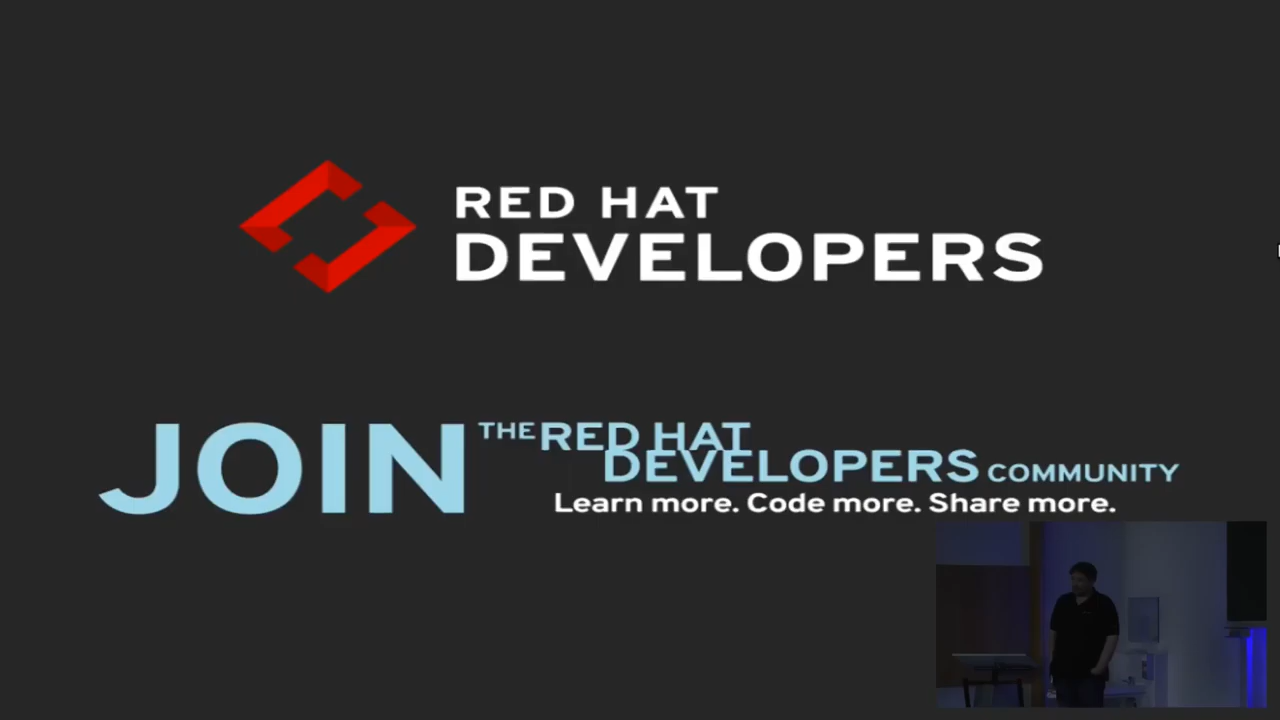 RED HAT
DEVELOPERS
JOIN THE RED HAT
DEVELOPERS COMMUNITY
Learn more. Code more. Share more.